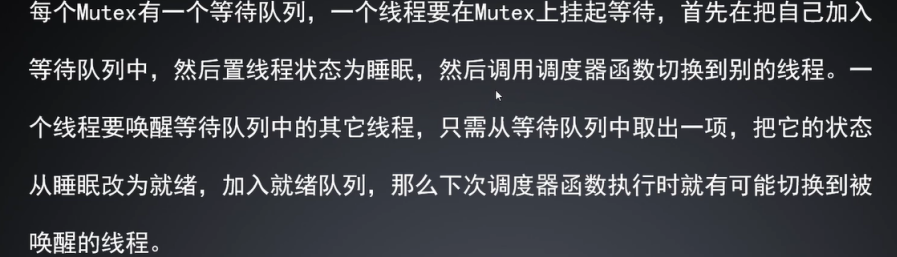 每个Mutex有一个等待队列，一个线程要在Mutex上挂起等待，首先在把自己加入
等待队列中，然后置线程状态为睡眠，然后调用调度器函数切换到别的线程。一
个线程要唤醒等待队列中的其它线程，只需从等待队列中取出一项，把它的状态
从睡眠改为就绪，加入就绪队列，那么下次调度器函数执行时就有可能切换到被
唤醒的线程。